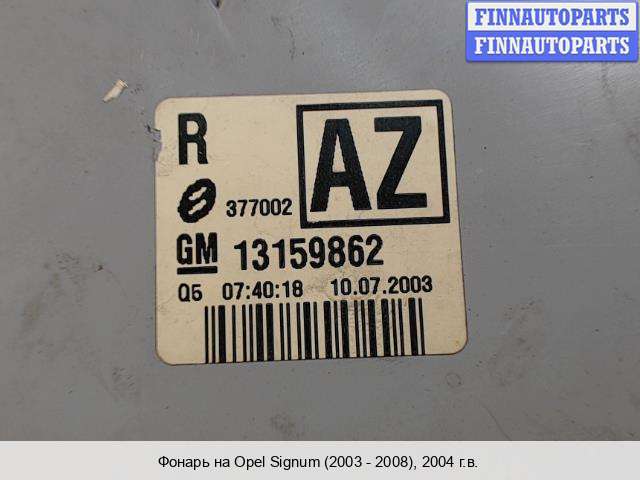 FINNAUTOPARTS
FINNAUTOPARTS
R
AZ
377002
GM 13159862
Q5 07:40:18 10.07.2003
Фонарь на Opel Signum (2003 - 2008), 2004 г.в.